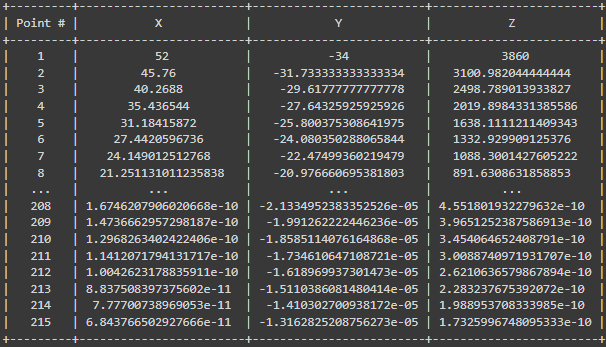 +---------+------------------------+-------------------------+------------------------+
| Point # | X | Y | Z |
+---------+------------------------+-------------------------+------------------------+
| 1 | 52 | -34 | 3860 |
| 2 | 45.76 | -31.733333333333334 | 3100.982044444444 |
| 3 | 40.2688 | -29.61777777777778 | 2498.789013933827 |
| 4 | 35.436544 | -27.64325925925926 | 2019.8984331385586 |
| 5 | 31.18415872 | -25.800375308641975 | 1638.1111211409343 |
| 6 | 27.4420596736 | -24.080350288065844 | 1332.929909125376 |
| 7 | 24.149012512768 | -22.47499360219479 | 1088.3001427605222 |
| 8 | 21.251131011235838 | -20.976660695381803 | 891.6308631858853 |
| ... | ... | ... | ... |
| 208 | 1.6746207906020668e-10 | -2.1334952383352526e-05 | 4.551801932279632e-10 |
| 209 | 1.4736662957298187e-10 | -1.991262222446236e-05 | 3.9651252387586913e-10 |
| 210 | 1.2968263402422406e-10 | -1.8585114076164868e-05 | 3.454064652408791e-10 |
| 211 | 1.1412071794131717e-10 | -1.734610647108721e-05 | 3.0088740971931707e-10 |
| 212 | 1.0042623178835911e-10 | -1.618969937301473e-05 | 2.6210636579867894e-10 |
| 213 | 8.837508397375602e-11 | -1.5110386081480414e-05 | 2.283237675392072e-10 |
| 214 | 7.77700738969053e-11 | -1.410302700938172e-05 | 1.988953708333985e-10 |
| 215 | 6.843766502927666e-11 | -1.3162825208756273e-05 | 1.7325996748095333e-10 |
+---------+------------------------+-------------------------+------------------------+